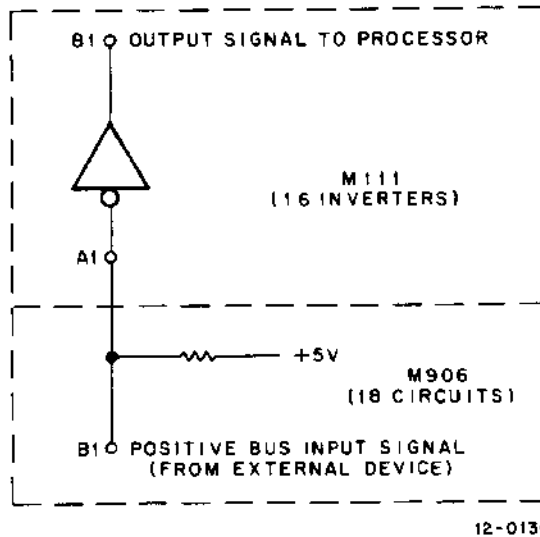 B1 OUTPUT SIGNAL TO PROCESSOR
M111
(16 INVERTERS)
A1
+5V
M906
(18 CIRCUITS)
B1 POSITIVE BUS INPUT SIGNAL
(FROM EXTERNAL DEVICE)
12-013